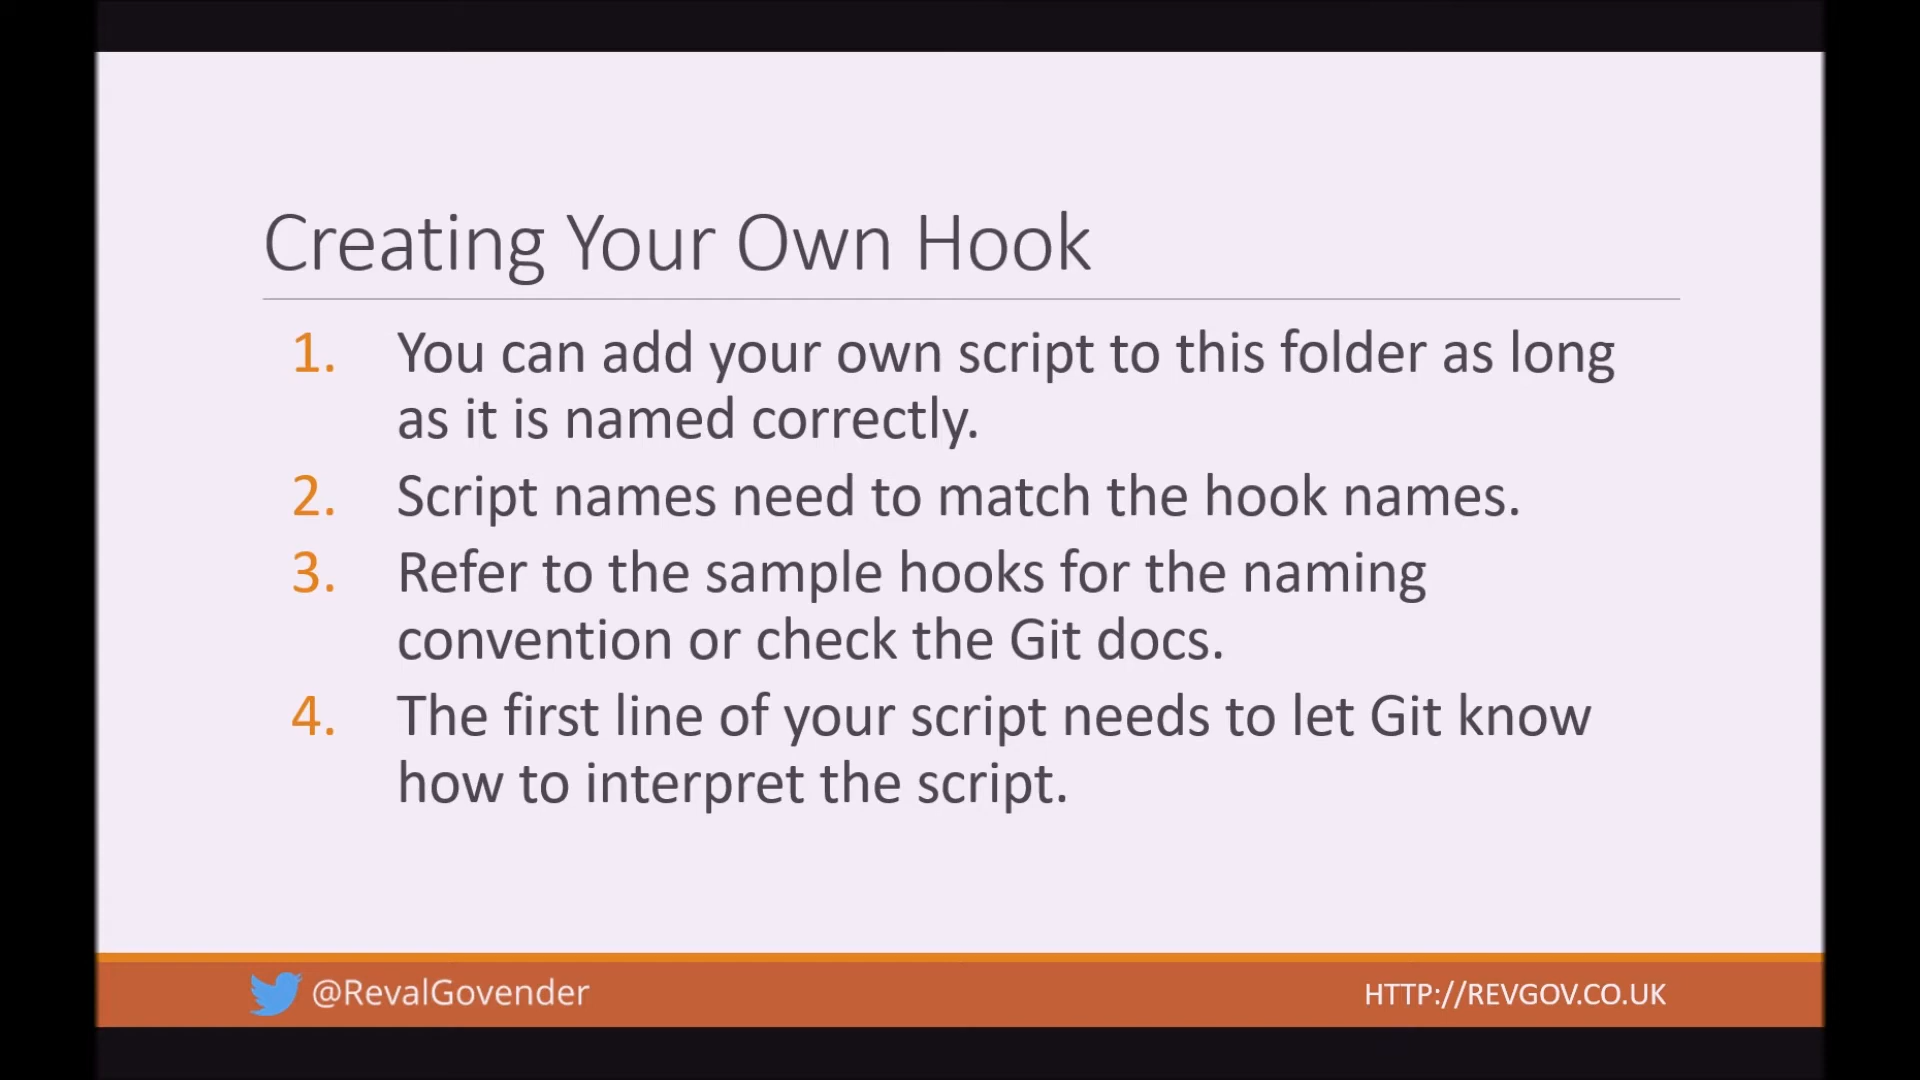 Creating Your Own Hook
1. You can add your own script to this folder as long
as it is named correctly.
2. Script names need to match the hook names.
3. Refer to the sample hooks for the naming
convention or check the Git docs.
4. The first line of your script needs to let Git know
how to interpret the script.
@RevalGovender
HTTP://REVGOV.CO.UK